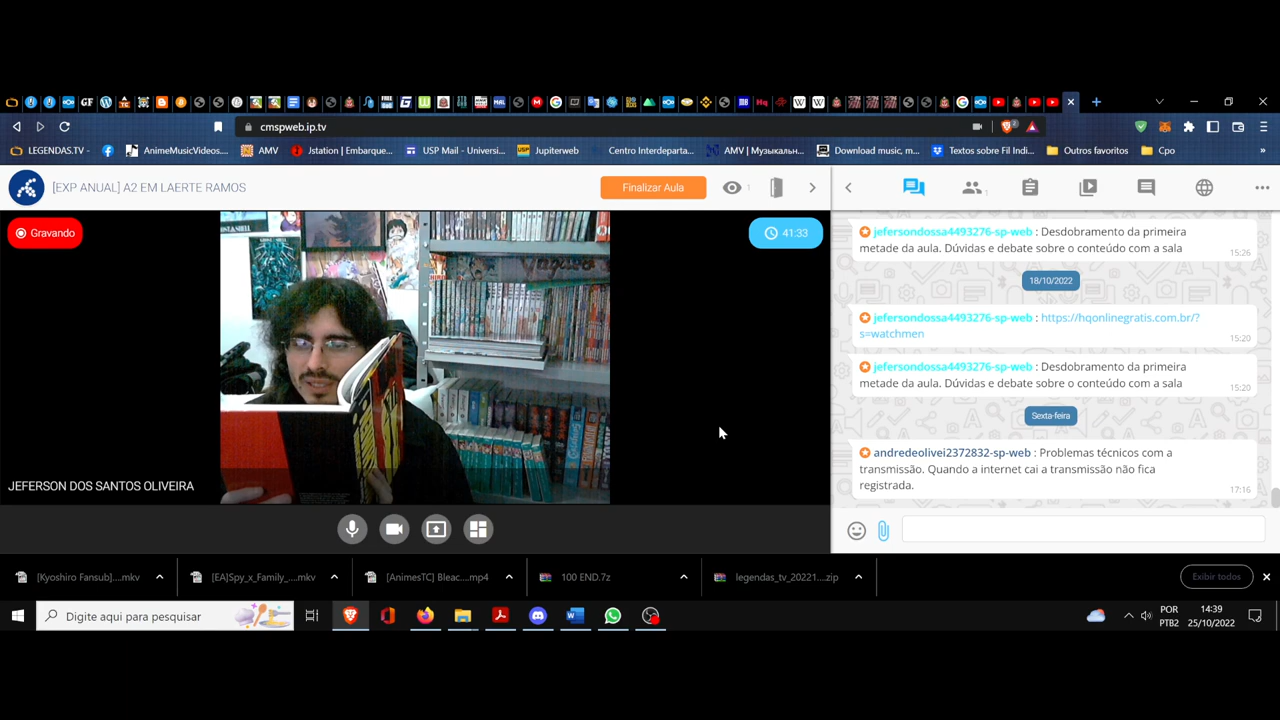 cmspweb.ip.tv
2
LEGENDAS.TV -
AnimeMusicVideos...
AMV
Jstation | Embarque...
USP Mail - Universi...
Jupiterweb
Centro Interdeparta...
AMV | Музыкальн...
Download music, m...
Textos sobre Fil Indi...
Outros favoritos
Cpo
[EXP ANUAL] A2 EM LAERTE RAMOS
Finalizar Aula
1
1
Gravando
41:33
JEFERSON DOS SANTOS OLIVEIRA
jefersondossa4493276-sp-web : Desdobramento da primeira
metade da aula. Dúvidas e debate sobre o conteúdo com a sala
15:26
18/10/2022
jefersondossa4493276-sp-web : https://hqonlinegratis.com.br/?
s=watchmen
15:20
jefersondossa4493276-sp-web : Desdobramento da primeira
metade da aula. Dúvidas e debate sobre o conteúdo com a sala
15:20
Sexta-feira
andredeolivei2372832-sp-web : Problemas técnicos com a
transmissão. Quando a internet cai a transmissão não fica
registrada.
17:16
[Kyoshiro Fansub]....mkv
[EA]Spy_x_Family_....mkv
[AnimesTC] Bleac....mp4
100 END.7z
legendas_tv_20221....zip
Exibir todos
Digite aqui para pesquisar
POR
PTB2
14:39
25/10/2022